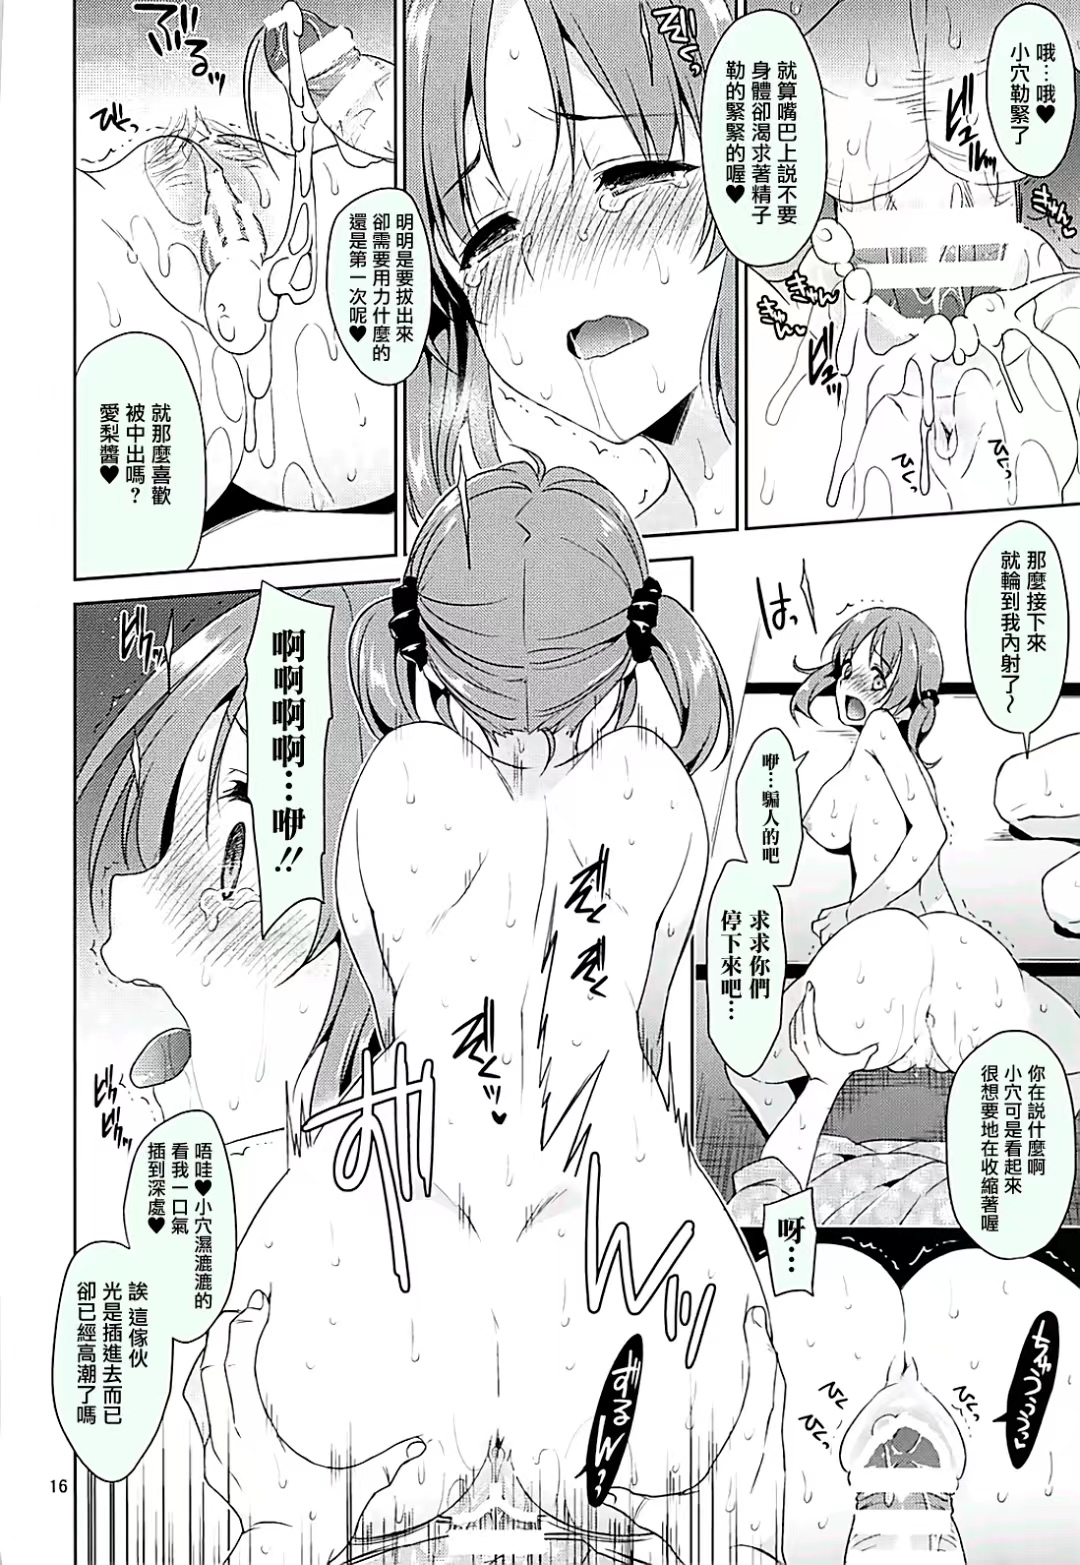 哦…哦♥
小穴勒緊了
就算嘴巴上說不要
身體卻渴求著精子
勒的緊緊的喔♥
明明是要拔出來
卻需要用力什麼的
還是第一次呢♥
就那麼喜歡
被中出嗎?
愛梨醬♥
那麼接下來
就輪到我內射了～
咿…騙人的吧
求求你們
停下來吧…
你在說什麼啊
小穴可是看起來
很想要地在收縮著喔
呀…
ちゅううっ
啊啊啊啊…咿!!
唔哇♥小穴濕漉漉的
看我一口氣
插到深處♥
誒 這傢伙
光是插進去而已
卻已經高潮了嗎
16